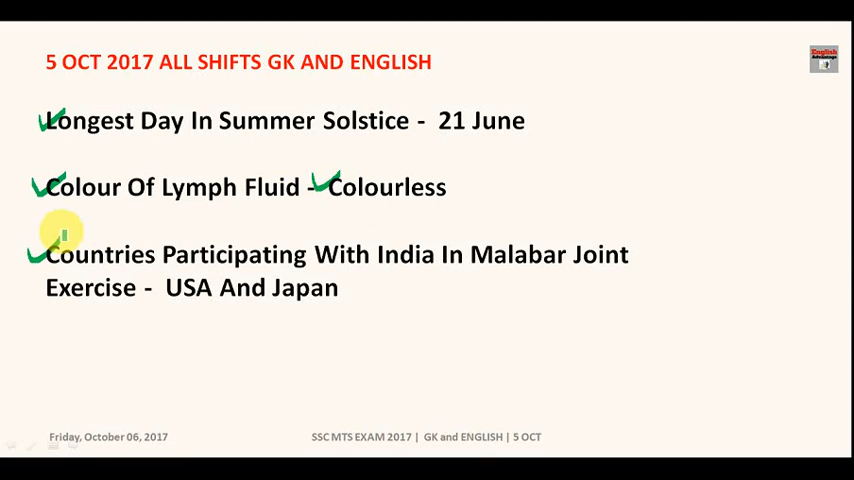 5 OCT 2017 ALL SHIFTS GK AND ENGLISH
Longest Day In Summer Solstice - 21 June
Colour Of Lymph Fluid - Colourless
Countries Participating With India In Malabar Joint
Exercise - USA And Japan
Friday, October 06, 2017
SSC MTS EXAM 2017 | GK and ENGLISH | 5 OCT
English